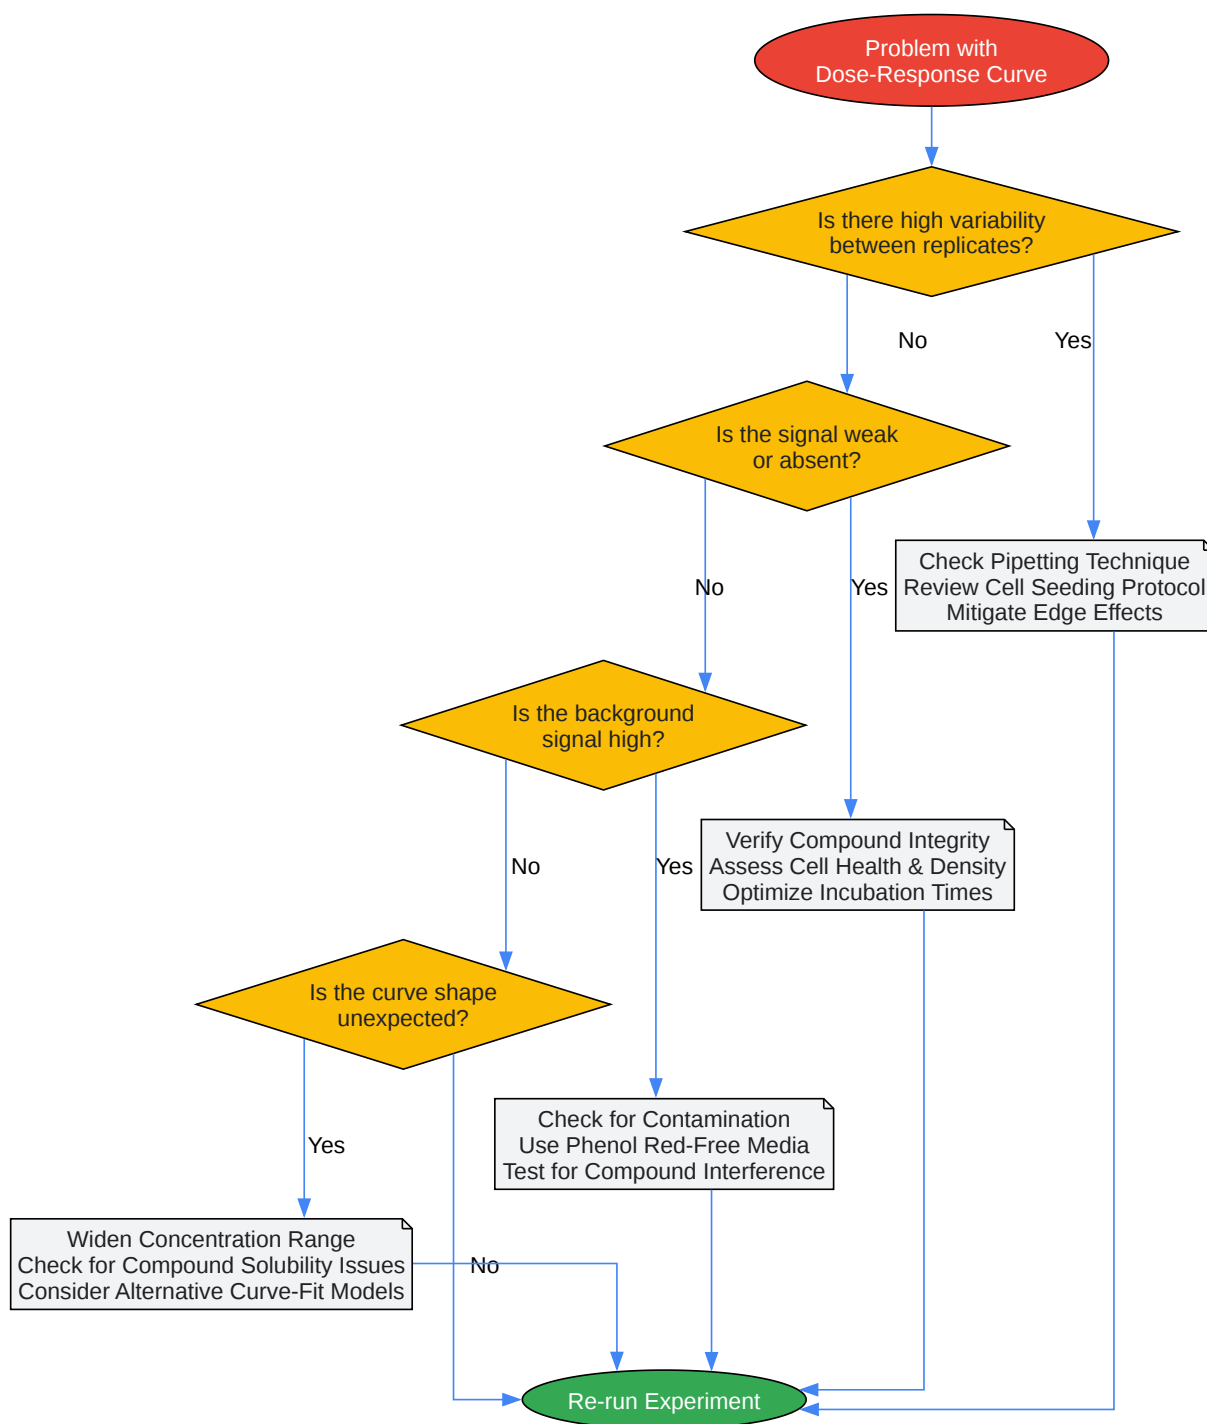 Problem with
Dose-Response Curve
Is there high variability
between replicates?
No
Yes
Is the signal weak
or absent?
Check Pipetting Technique
Review Cell Seeding Protocol
Mitigate Edge Effects
No
Yes
Is the background
signal high?
Verify Compound Integrity
Assess Cell Health & Density
Optimize Incubation Times
No
Yes
Is the curve shape
unexpected?
Check for Contamination
Use Phenol Red-Free Media
Test for Compound Interference
Yes
Widen Concentration Range
Check for Compound Solubility Issues
Consider Alternative Curve-Fit Models
No
Re-run Experiment